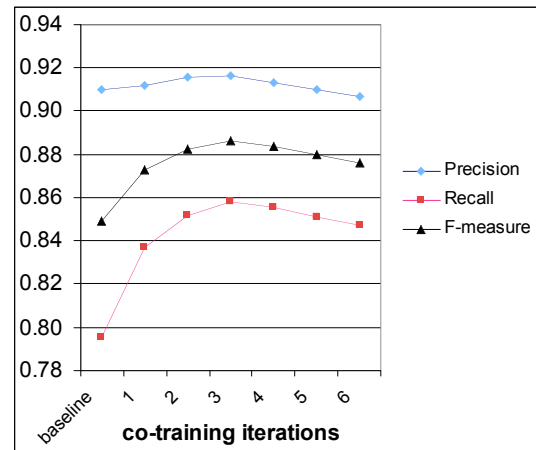 0.94
0.92
0.90
0.88
0.86
0.84
0.82
0.80
0.78
baseline 1 2 3 4 5 6
co-training iterations
Precision
Recall
F-measure